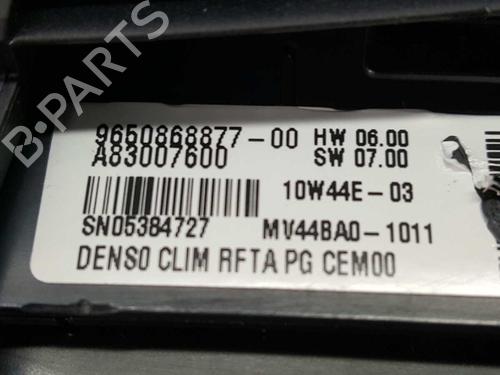 9650868877-00 HW 06.00
A83007600 SW 07.00
10W44E-03
SN05384727 MV44BA0-1011
DENSO CLIM RFTA PG CEM00
B-PARTS